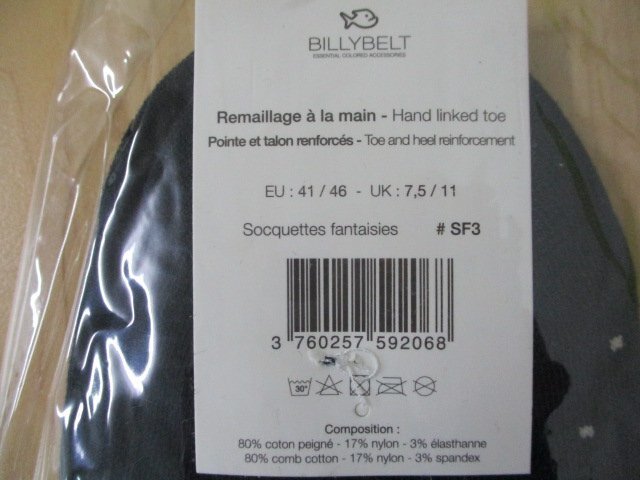 BILLYBELT
ESSENTIAL COLORED ACCESSORIES
Remaillage à la main - Hand linked toe
Pointe et talon renforcés - Toe and heel reinforcement
EU : 41 / 46 - UK : 7,5 / 11
Socquettes fantaisies # SF3
3 760257 592068
30°
Composition :
80% coton peigné - 17% nylon - 3% élasthanne
80% comb cotton - 17% nylon - 3% spandex